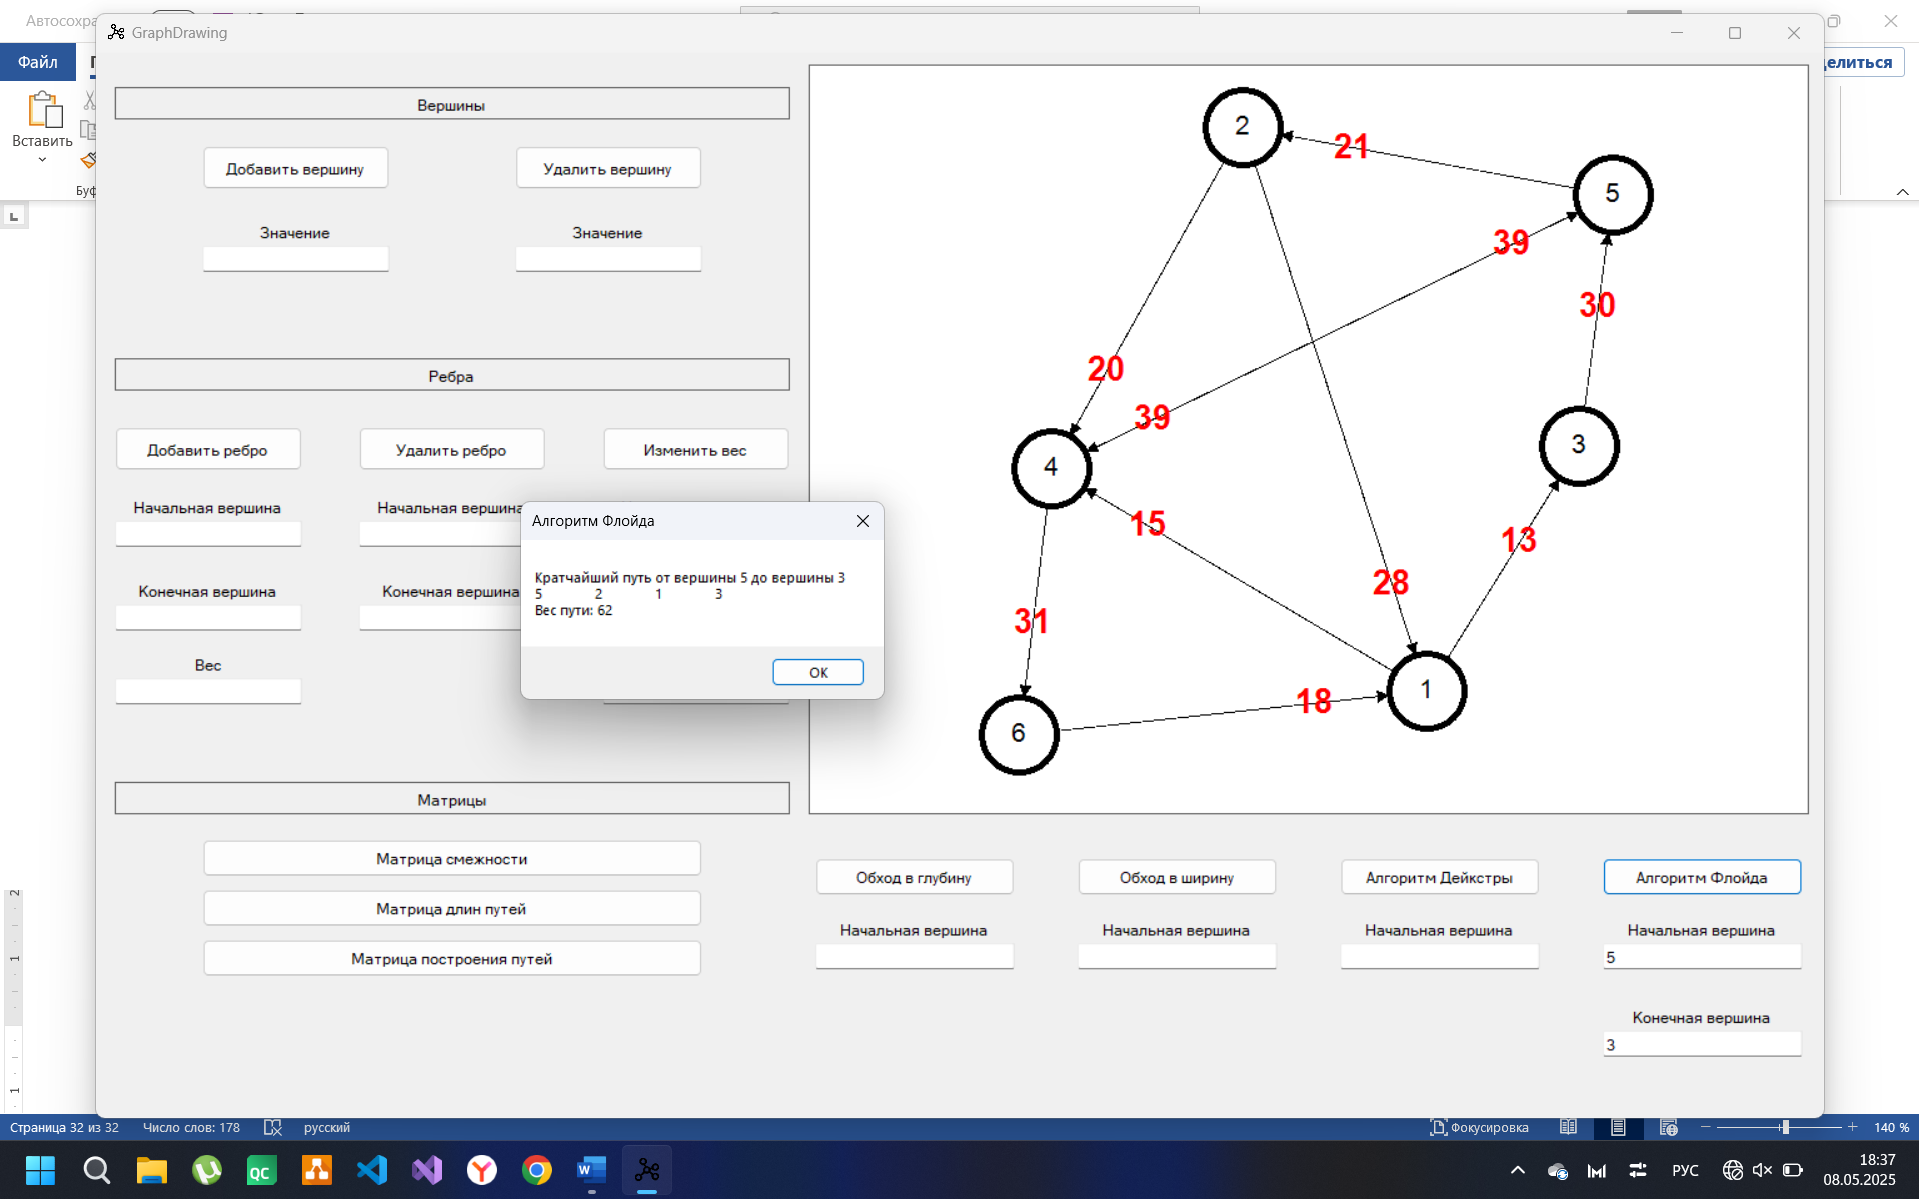 Автосохра
GraphDrawing
Файл
елиться
Вставить
Буф
Вершины
Добавить вершину
Удалить вершину
Значение
Значение
Ребра
Добавить ребро
Удалить ребро
Изменить вес
Начальная вершина
Начальная вершина
Конечная вершина
Конечная вершина
Вес
Алгоритм Флойда
Кратчайший путь от вершины 5 до вершины 3
5 2 1 3
Вес пути: 62
OK
2
21
5
39
30
20
39
4
3
15
13
28
31
18
1
6
Матрицы
Матрица смежности
Матрица длин путей
Матрица построения путей
Обход в глубину
Обход в ширину
Алгоритм Дейкстры
Алгоритм Флойда
Начальная вершина
Начальная вершина
Начальная вершина
Начальная вершина
5
Конечная вершина
3
2
1
1
Страница 32 из 32
Число слов: 178
русский
Фокусировка
140 %
QC
РУС
18:37
08.05.2025